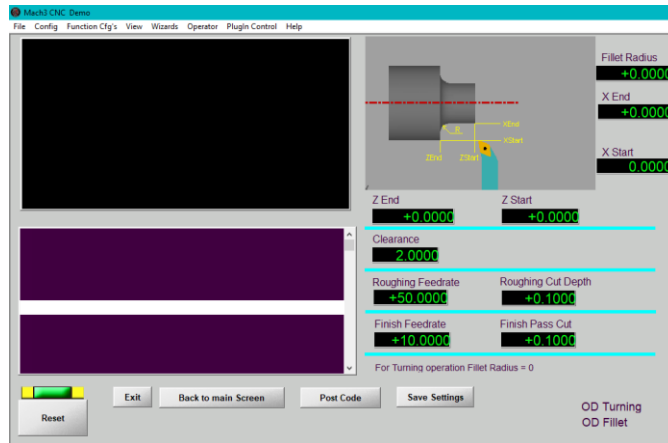 Mach3 CNC Demo
File Config Function Cfg's View Wizards Operator PlugIn Control Help
Fillet Radius
+0.0000
X End
+0.0000
X Start
0.0000
R
XEnd
XStart
ZEnd ZStart
Z End Z Start
+0.0000 +0.0000
Clearance
2.0000
Roughing Feedrate Roughing Cut Depth
+50.0000 +0.1000
Finish Feedrate Finish Pass Cut
+10.0000 +0.1000
For Turning operation Fillet Radius = 0
Reset Exit Back to main Screen Post Code Save Settings
OD Turning
OD Fillet